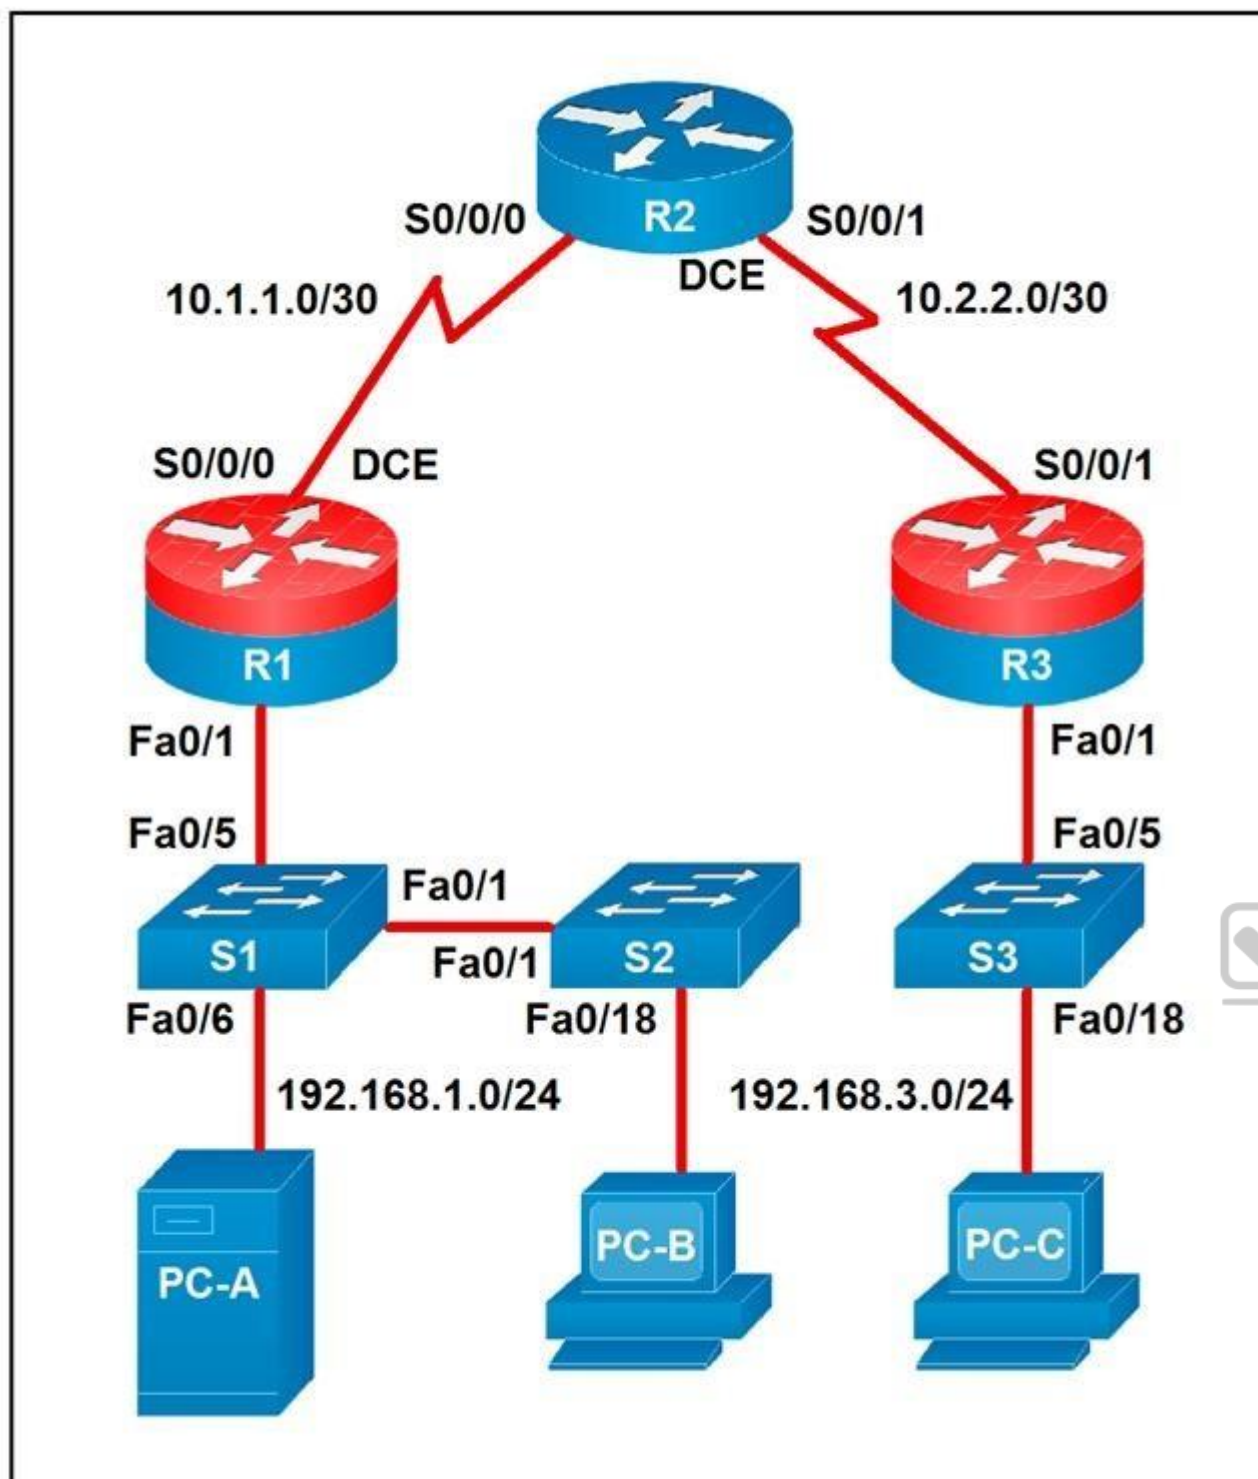 R2
S0/0/0
S0/0/1
DCE
10.1.1.0/30
10.2.2.0/30
S0/0/0
DCE
S0/0/1
R1
R3
Fa0/1
Fa0/1
Fa0/5
Fa0/5
Fa0/1
S1
Fa0/1
S2
S3
Fa0/6
Fa0/18
Fa0/18
192.168.1.0/24
192.168.3.0/24
PC-A
PC-B
PC-C